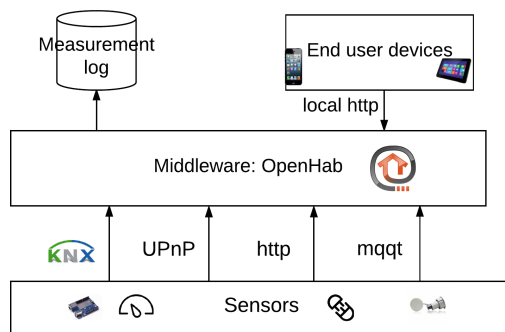 Measurement
log
End user devices
local http
Middleware: OpenHab
KNX
UPnP
http
mqqt
Sensors